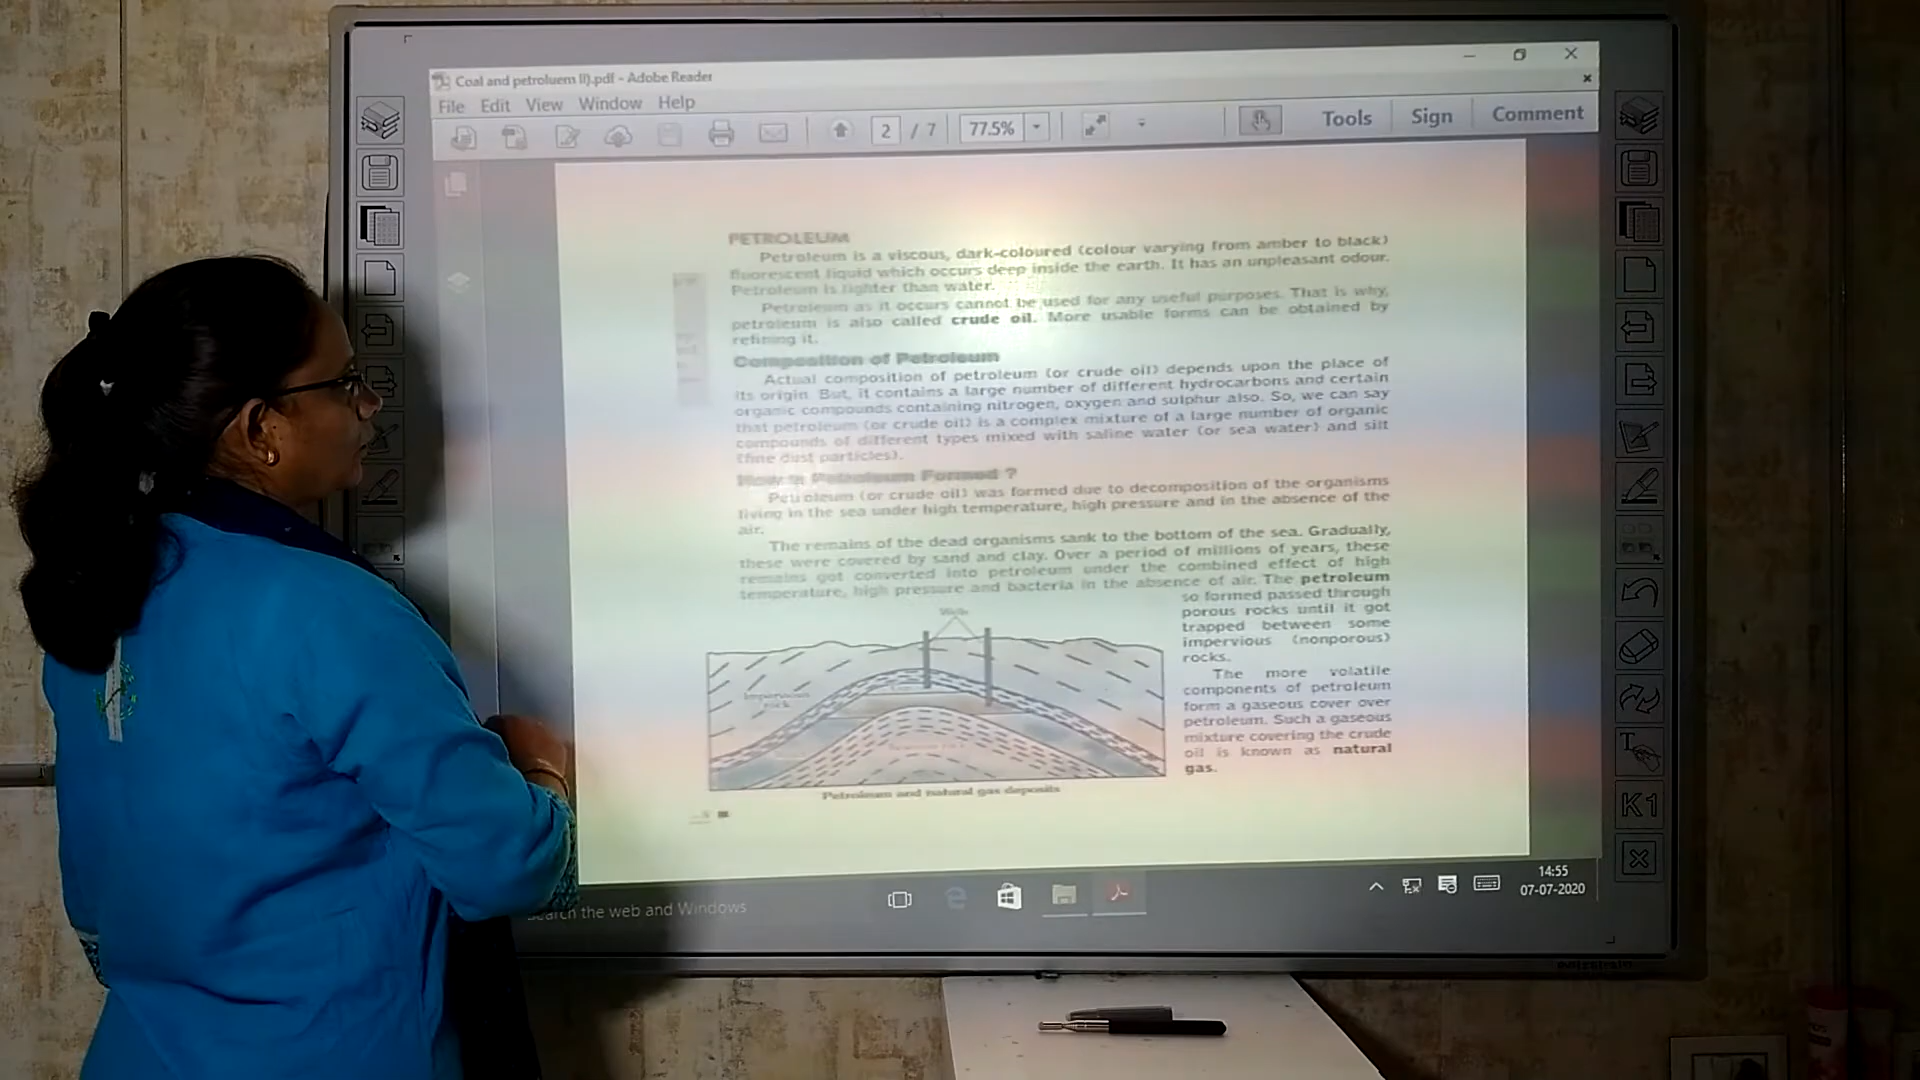 Coal and petroluem II).pdf - Adobe Reader
File Edit View Window Help
2 / 7 77.5% Tools Sign Comment
PETROLEUM
Petroleum is a viscous, dark-coloured (colour varying from amber to black)
fluorescent liquid which occurs deep inside the earth. It has an unpleasant odour.
Petroleum is lighter than water.
Petroleum as it occurs cannot be used for any useful purposes. That is why,
petroleum is also called crude oil. More usable forms can be obtained by
refining it.
Composition of Petroleum
Actual composition of petroleum (or crude oil) depends upon the place of
its origin. But, it contains a large number of different hydrocarbons and certain
organic compounds containing nitrogen, oxygen and sulphur also. So, we can say
that petroleum (or crude oil) is a complex mixture of a large number of organic
compounds of different types mixed with saline water (or sea water) and silt
(fine dust particles).
How is Petroleum Formed ?
Petroleum (or crude oil) was formed due to decomposition of the organisms
living in the sea under high temperature, high pressure and in the absence of the
air.
The remains of the dead organisms sank to the bottom of the sea. Gradually,
these were covered by sand and clay. Over a period of millions of years, these
remains got converted into petroleum under the combined effect of high
temperature, high pressure and bacteria in the absence of air. The petroleum
so formed passed through
porous rocks until it got
trapped between some
impervious (nonporous)
rocks.
The more volatile
components of petroleum
form a gaseous cover over
petroleum. Such a gaseous
mixture covering the crude
oil is known as natural
gas.
Wells
Impervious
rock
Petroleum and natural gas deposits
Search the web and Windows
14:55
07-07-2020
T
K1